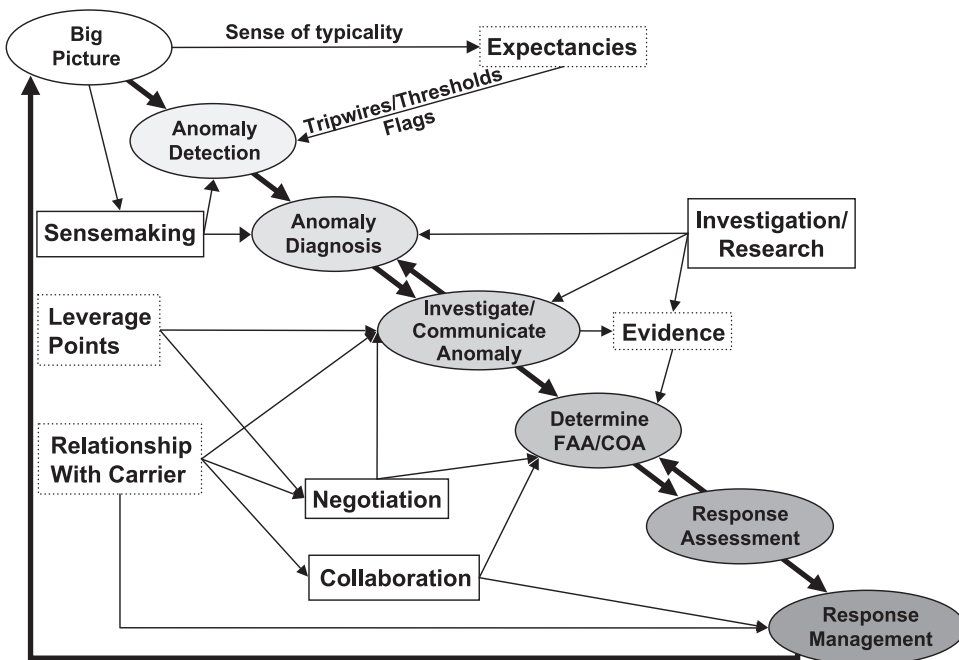 Big
Picture
Sense of typicality
Expectancies
Tripwires/Thresholds
Flags
Anomaly
Detection
Sensemaking
Anomaly
Diagnosis
Investigation/
Research
Leverage
Points
Investigate/
Communicate
Anomaly
Evidence
Determine
FAA/COA
Relationship
With Carrier
Negotiation
Response
Assessment
Collaboration
Response
Management